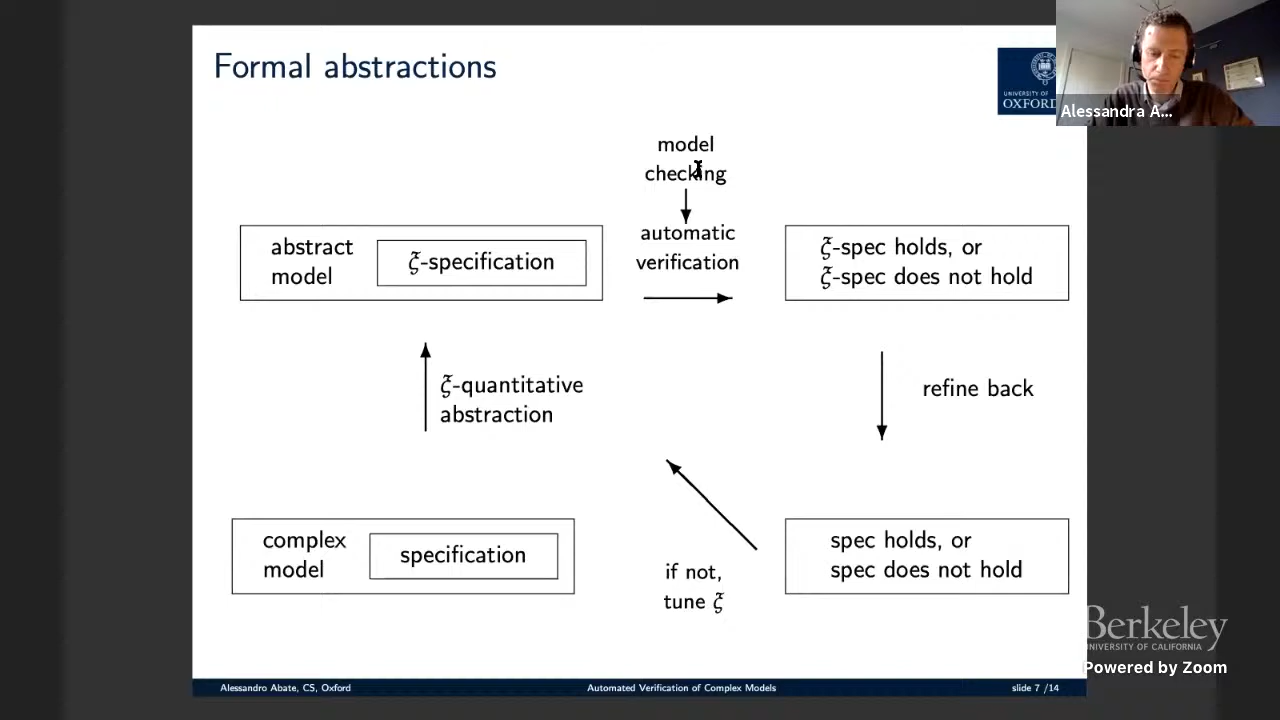 Formal abstractions
UNIVERSITY OF
OXFORD
Alessandra A...
model
checking
automatic
verification
abstract
model
ξ-specification
ξ-spec holds, or
ξ-spec does not hold
ξ-quantitative
abstraction
refine back
complex
model
specification
if not,
tune ξ
spec holds, or
spec does not hold
Berkeley
UNIVERSITY OF CALIFORNIA
Powered by Zoom
Alessandro Abate, CS, Oxford
Automated Verification of Complex Models
slide 7 /14